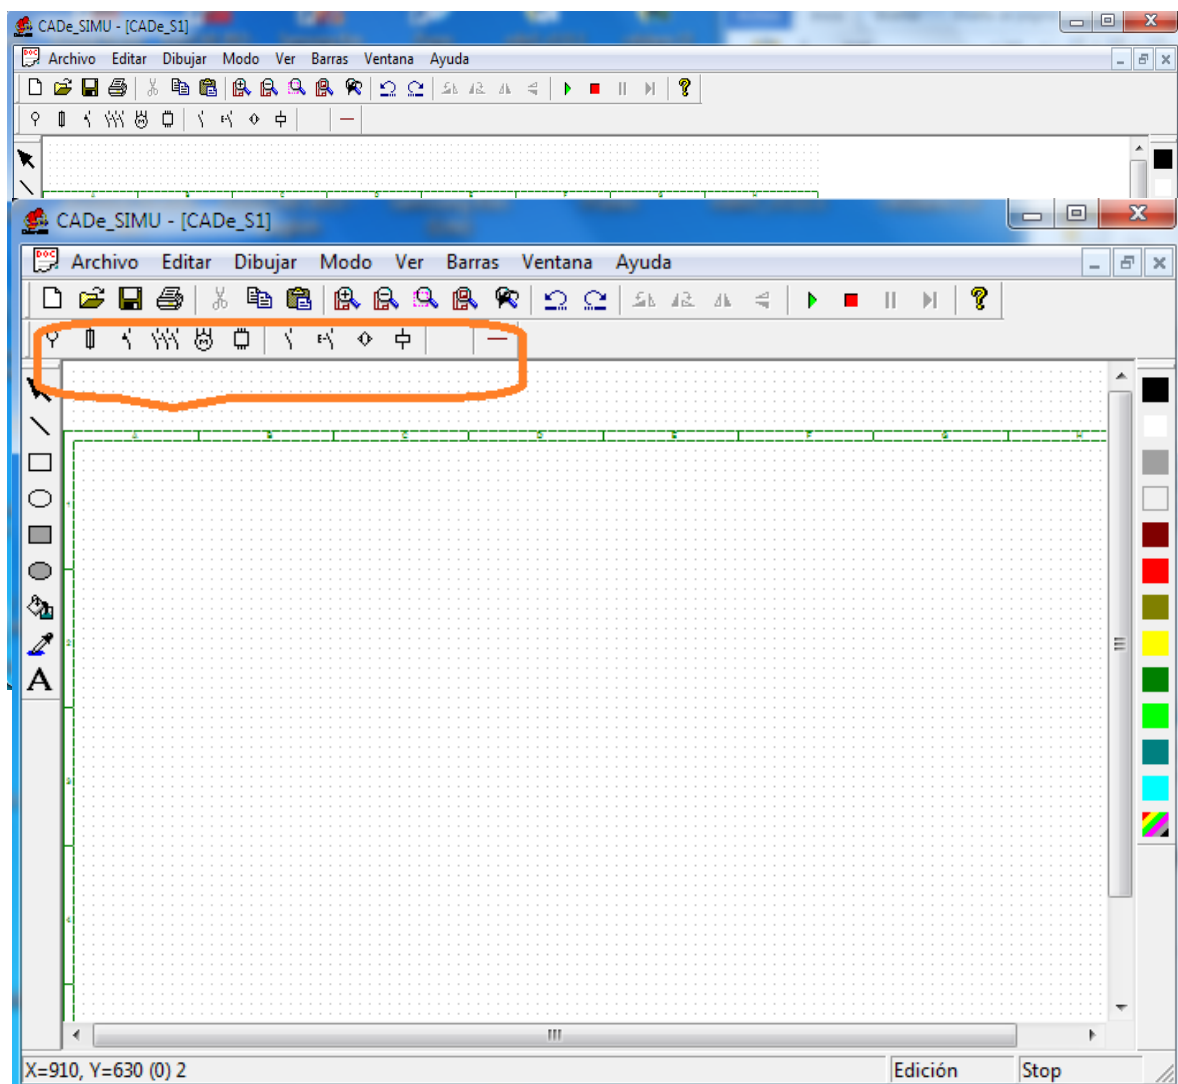 CADe_SIMU - [CADe_S1]
Archivo Editar Dibujar Modo Ver Barras Ventana Ayuda
CADe_SIMU - [CADe_S1]
DOC Archivo Editar Dibujar Modo Ver Barras Ventana Ayuda
A
X=910, Y=630 (0) 2 Edición Stop